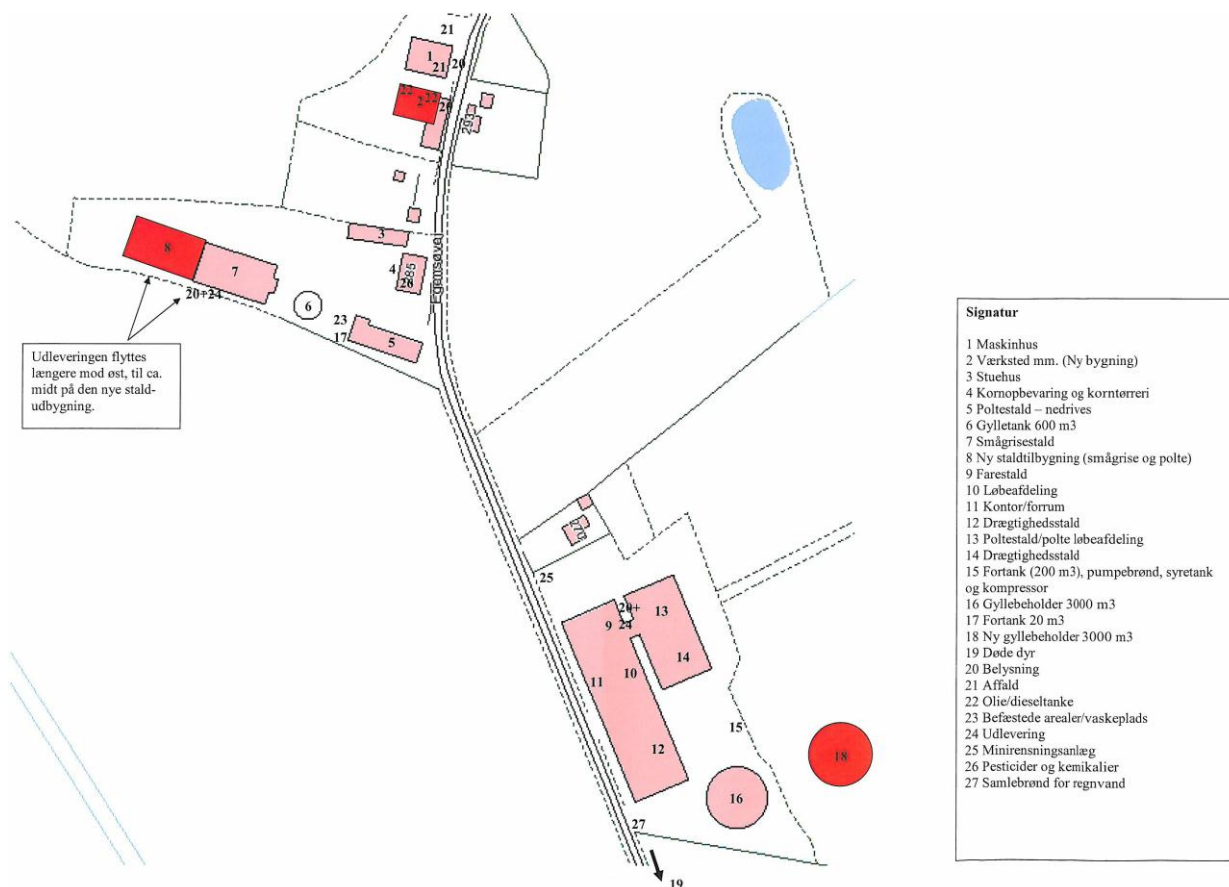 21
1
21
20
22
2
22
20
293
8
7
3
4
285
26
Egensøvej
20+24
6
23
17
5
Udleveringen flyttes
længere mod øst, til ca.
midt på den nye stald-
udbygning.
25
20+
24
9
13
10
14
11
12
15
16
18
27
19
Signatur
1 Maskinhus
2 Værksted mm. (Ny bygning)
3 Stuehus
4 Kornopbevaring og korntørreri
5 Poltestald – nedrives
6 Gylletank 600 m3
7 Smågrisestald
8 Ny staldtilbygning (smågrise og polte)
9 Farestald
10 Løbeafdeling
11 Kontor/forrum
12 Drægtighedsstald
13 Poltestald/polte løbeafdeling
14 Drægtighedsstald
15 Fortank (200 m3), pumpebrønd, syretank
og kompressor
16 Gyllebeholder 3000 m3
17 Fortank 20 m3
18 Ny gyllebeholder 3000 m3
19 Døde dyr
20 Belysning
21 Affald
22 Olie/dieseltanke
23 Befæstede arealer/vaskeplads
24 Udlevering
25 Minirensningsanlæg
26 Pesticider og kemikalier
27 Samlebrønd for regnvand